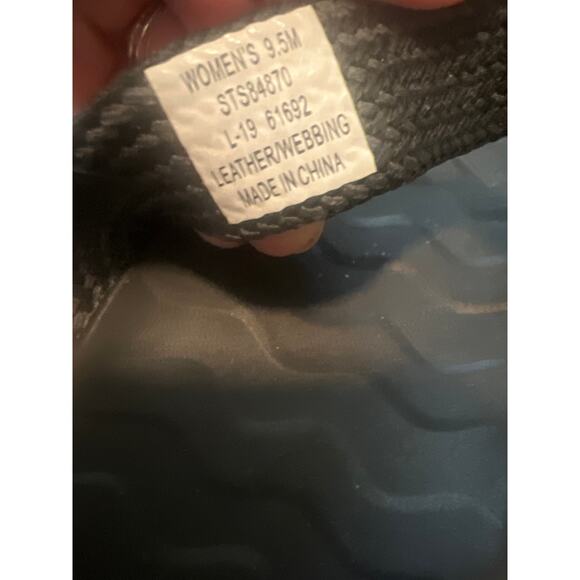 WOMEN'S 9.5M
STS84870
L-19 61692
LEATHER/WEBBING
MADE IN CHINA